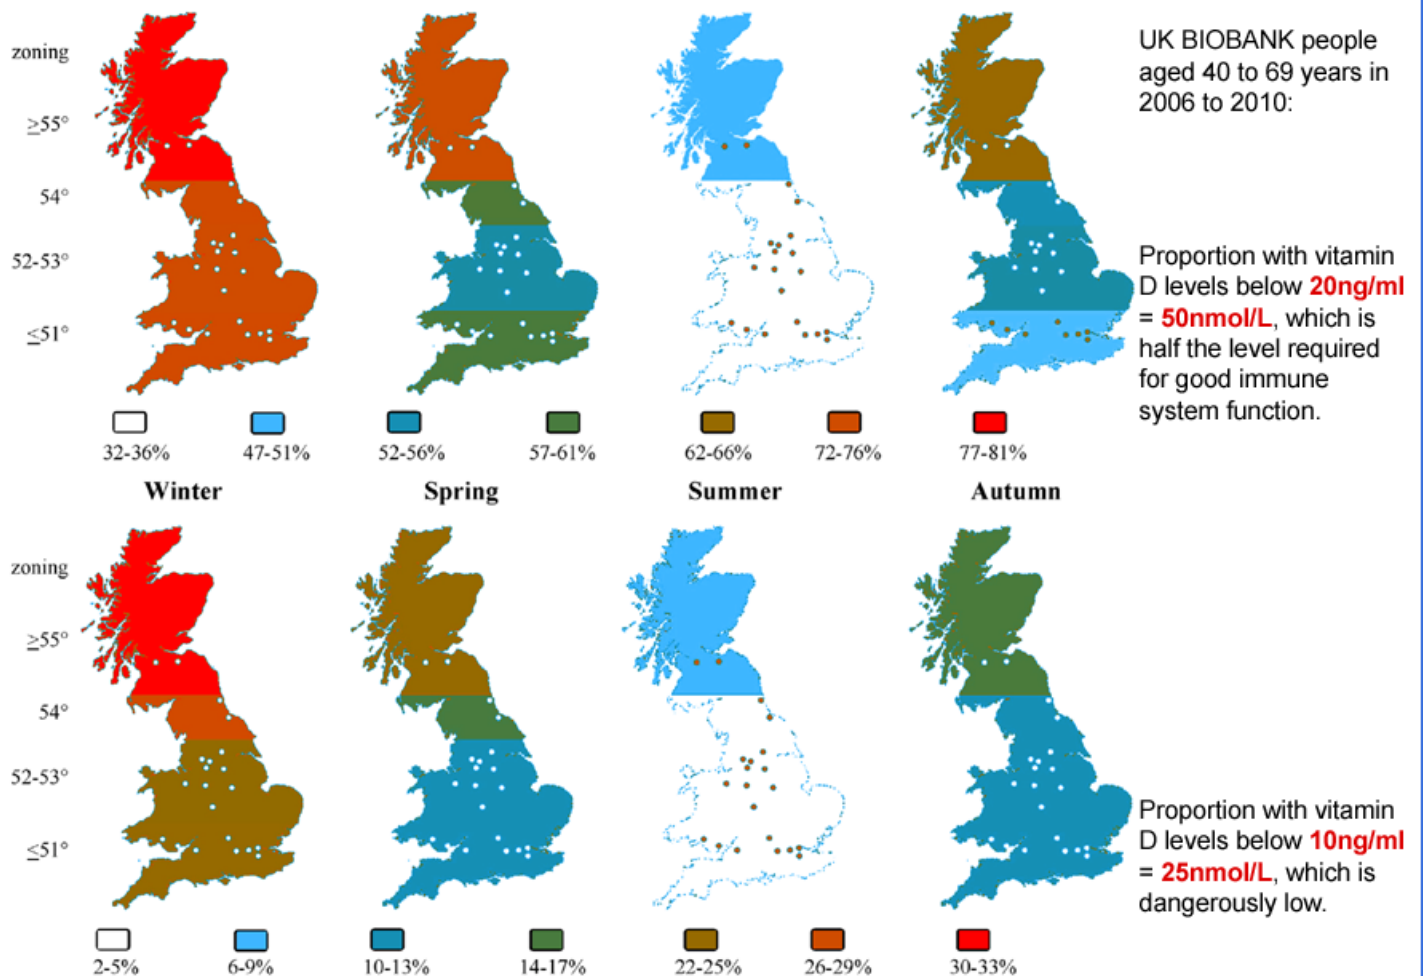 UK BIOBANK people
aged 40 to 69 years in
2006 to 2010:
zoning
≥55°
54°
52-53°
≤51°
Proportion with vitamin
D levels below 20ng/ml
= 50nmol/L, which is
half the level required
for good immune
system function.
32-36%
47-51%
52-56%
57-61%
62-66%
72-76%
77-81%
Winter
Spring
Summer
Autumn
zoning
≥55°
54°
52-53°
≤51°
Proportion with vitamin
D levels below 10ng/ml
= 25nmol/L, which is
dangerously low.
2-5%
6-9%
10-13%
14-17%
22-25%
26-29%
30-33%